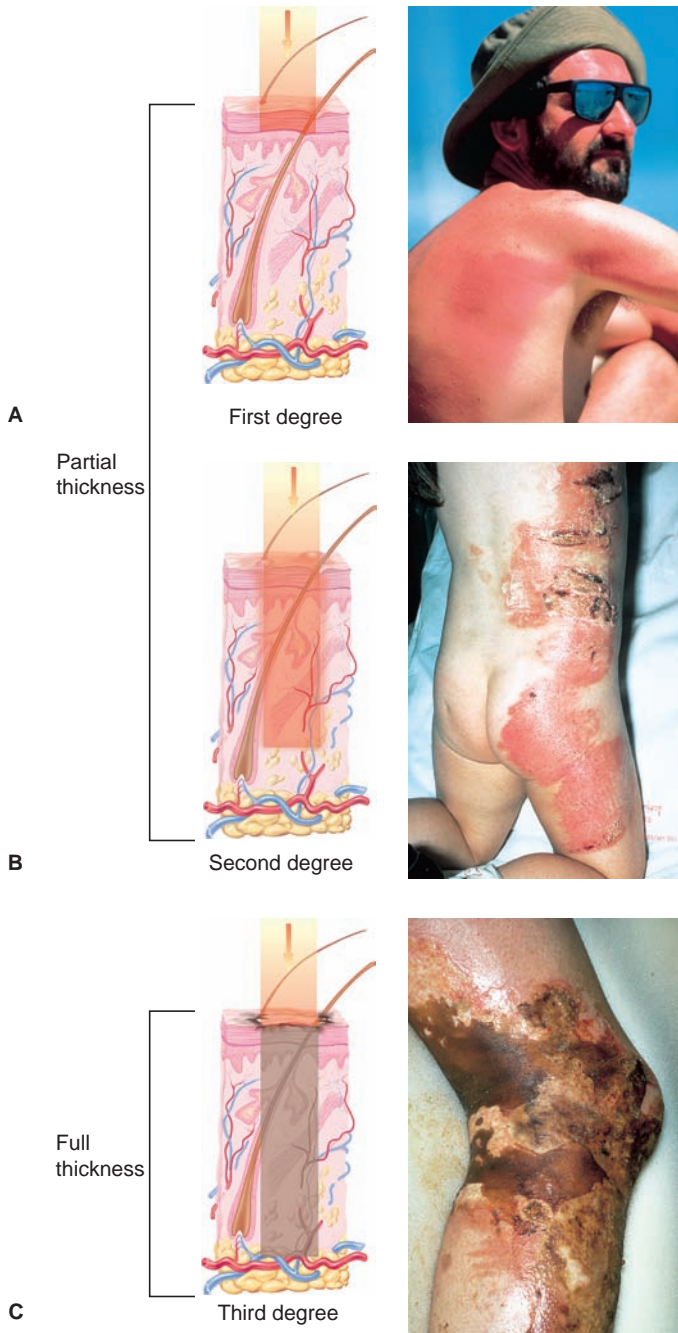 A
First degree
Partial
thickness
B
Second degree
C
Full
thickness
Third degree